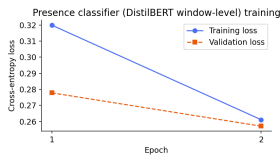 Presence classifier (DistilBERT window-level) training
Training loss
Validation loss
0.32
0.31
0.30
0.29
0.28
0.27
0.26
Cross-entropy loss
1
2
Epoch